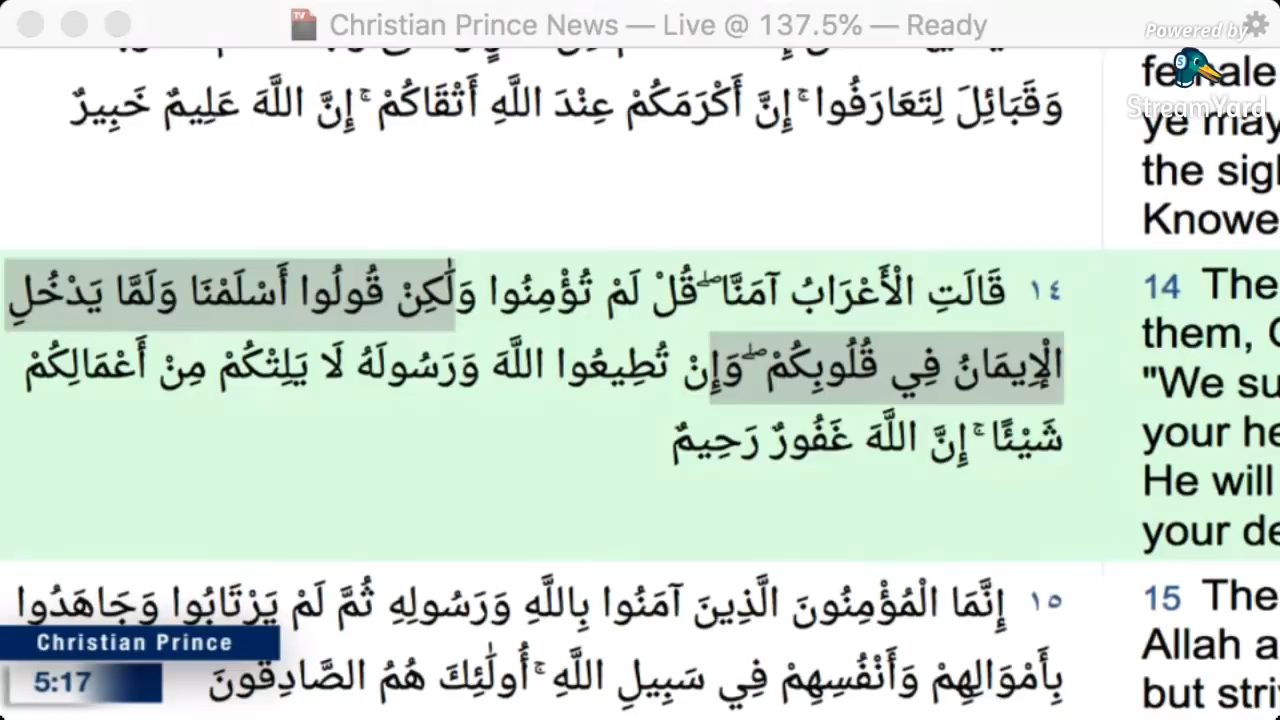 Christian Prince News — Live @ 137.5% — Ready
Powered by
StreamYard
وَقَبَائِلَ لِتَعَارَفُوا ۚ إِنَّ أَكْرَمَكُمْ عِنْدَ اللَّهِ أَتْقَاكُمْ ۚ إِنَّ اللَّهَ عَلِيمٌ خَبِيرٌ
ye may
the sigh
Knowe
١٤ قَالَتِ الْأَعْرَابُ آمَنَّا ۖ قُلْ لَمْ تُؤْمِنُوا وَلَٰكِنْ قُولُوا أَسْلَمْنَا وَلَمَّا يَدْخُلِ
الْإِيمَانُ فِي قُلُوبِكُمْ ۖ وَإِنْ تُطِيعُوا اللَّهَ وَرَسُولَهُ لَا يَلِتْكُمْ مِنْ أَعْمَالِكُمْ
شَيْئًا ۚ إِنَّ اللَّهَ غَفُورٌ رَحِيمٌ
14 The
them,
"We su
your he
He will
your de
١٥ إِنَّمَا الْمُؤْمِنُونَ الَّذِينَ آمَنُوا بِاللَّهِ وَرَسُولِهِ ثُمَّ لَمْ يَرْتَابُوا وَجَاهَدُوا
بِأَمْوَالِهِمْ وَأَنْفُسِهِمْ فِي سَبِيلِ اللَّهِ ۚ أُولَٰئِكَ هُمُ الصَّادِقُونَ
15 The
Allah a
but stri
Christian Prince
5:17